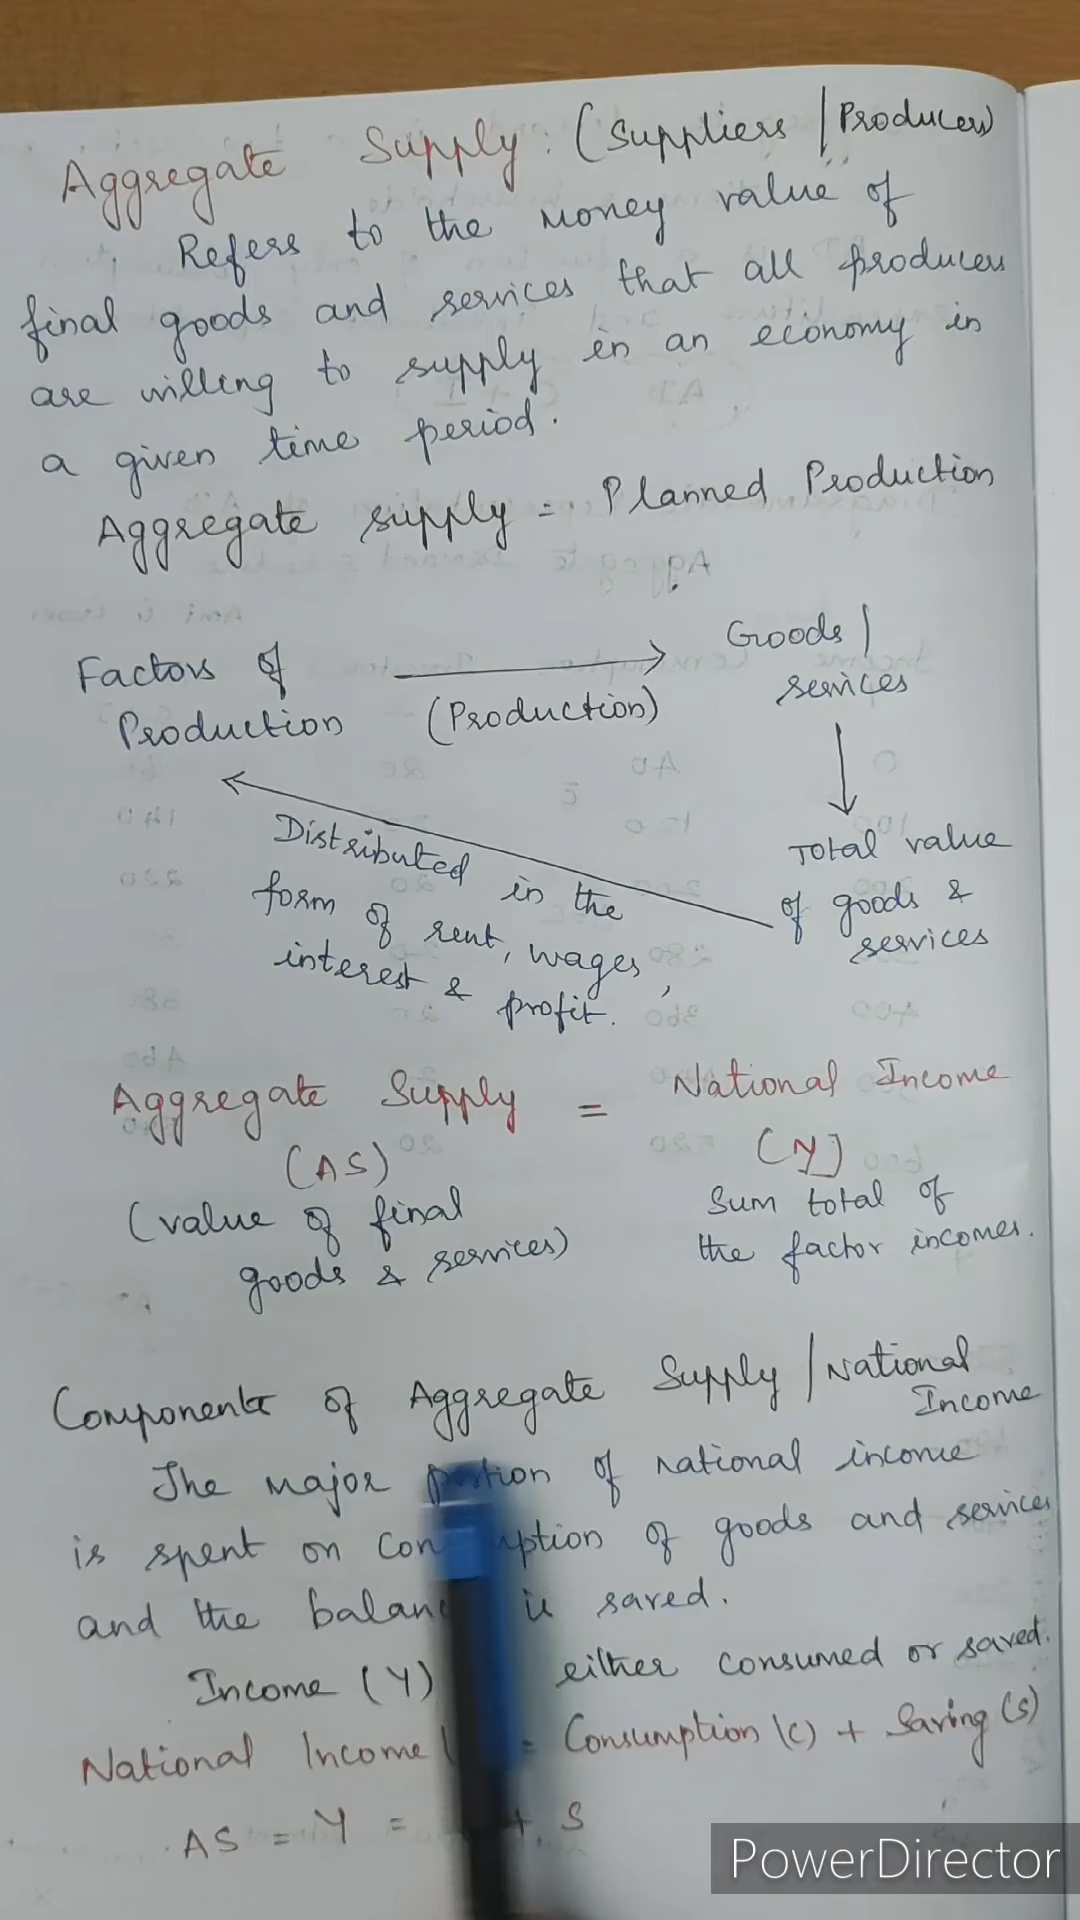 Aggregate Supply: (Suppliers / Producers)
Refers to the money value of
final goods and services that all producers
are willing to supply in an economy in
a given time period.
Aggregate supply = Planned Production
Factors of
Production
(Production)
Goods /
services
Total value
of goods &
services
Distributed in the
form of rent, wages,
interest & profit.
Aggregate Supply = National Income
(AS) (Y)
(value of final
goods & services)
Sum total of
the factor incomes.
Components of Aggregate Supply / National
Income
The major portion of national income
is spent on of goods and services
and the is saved.
Income (Y) either consumed or saved.
National Income = Consumption (C) + Saving (S)
AS = Y = + S
PowerDirector